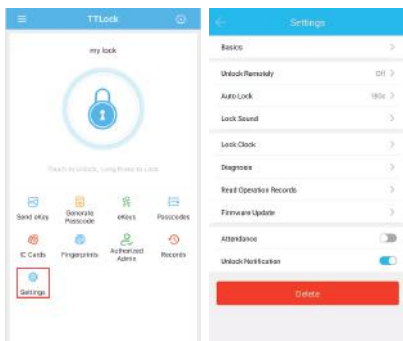 TTLock
my lock
Touch to Unlock, Long Press to Lock
Send eKey
Generate Passcode
eKeys
Passcodes
IC Cards
Fingerprints
Authorized Admin
Records
Settings
Settings
Basics
Unlock Remotely Off
Auto Lock 180s
Lock Sound
Lock Clock
Diagnosis
Read Operation Records
Firmware Update
Attendance
Unlock Notification
Delete